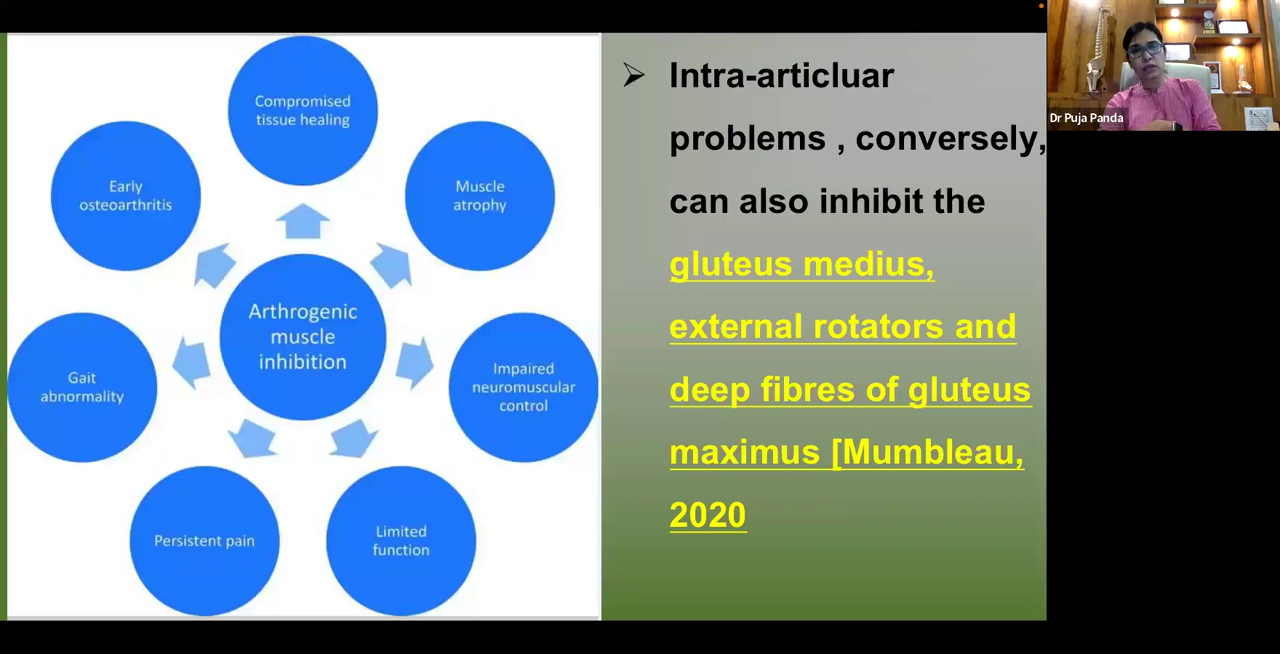 Compromised
tissue healing
Early
osteoarthritis
Muscle
atrophy
Arthrogenic
muscle
inhibition
Gait
abnormality
Impaired
neuromuscular
control
Persistent pain
Limited
function
➢ Intra-articluar
problems , conversely,
can also inhibit the
gluteus medius,
external rotators and
deep fibres of gluteus
maximus [Mumbleau,
2020
Dr Puja Panda